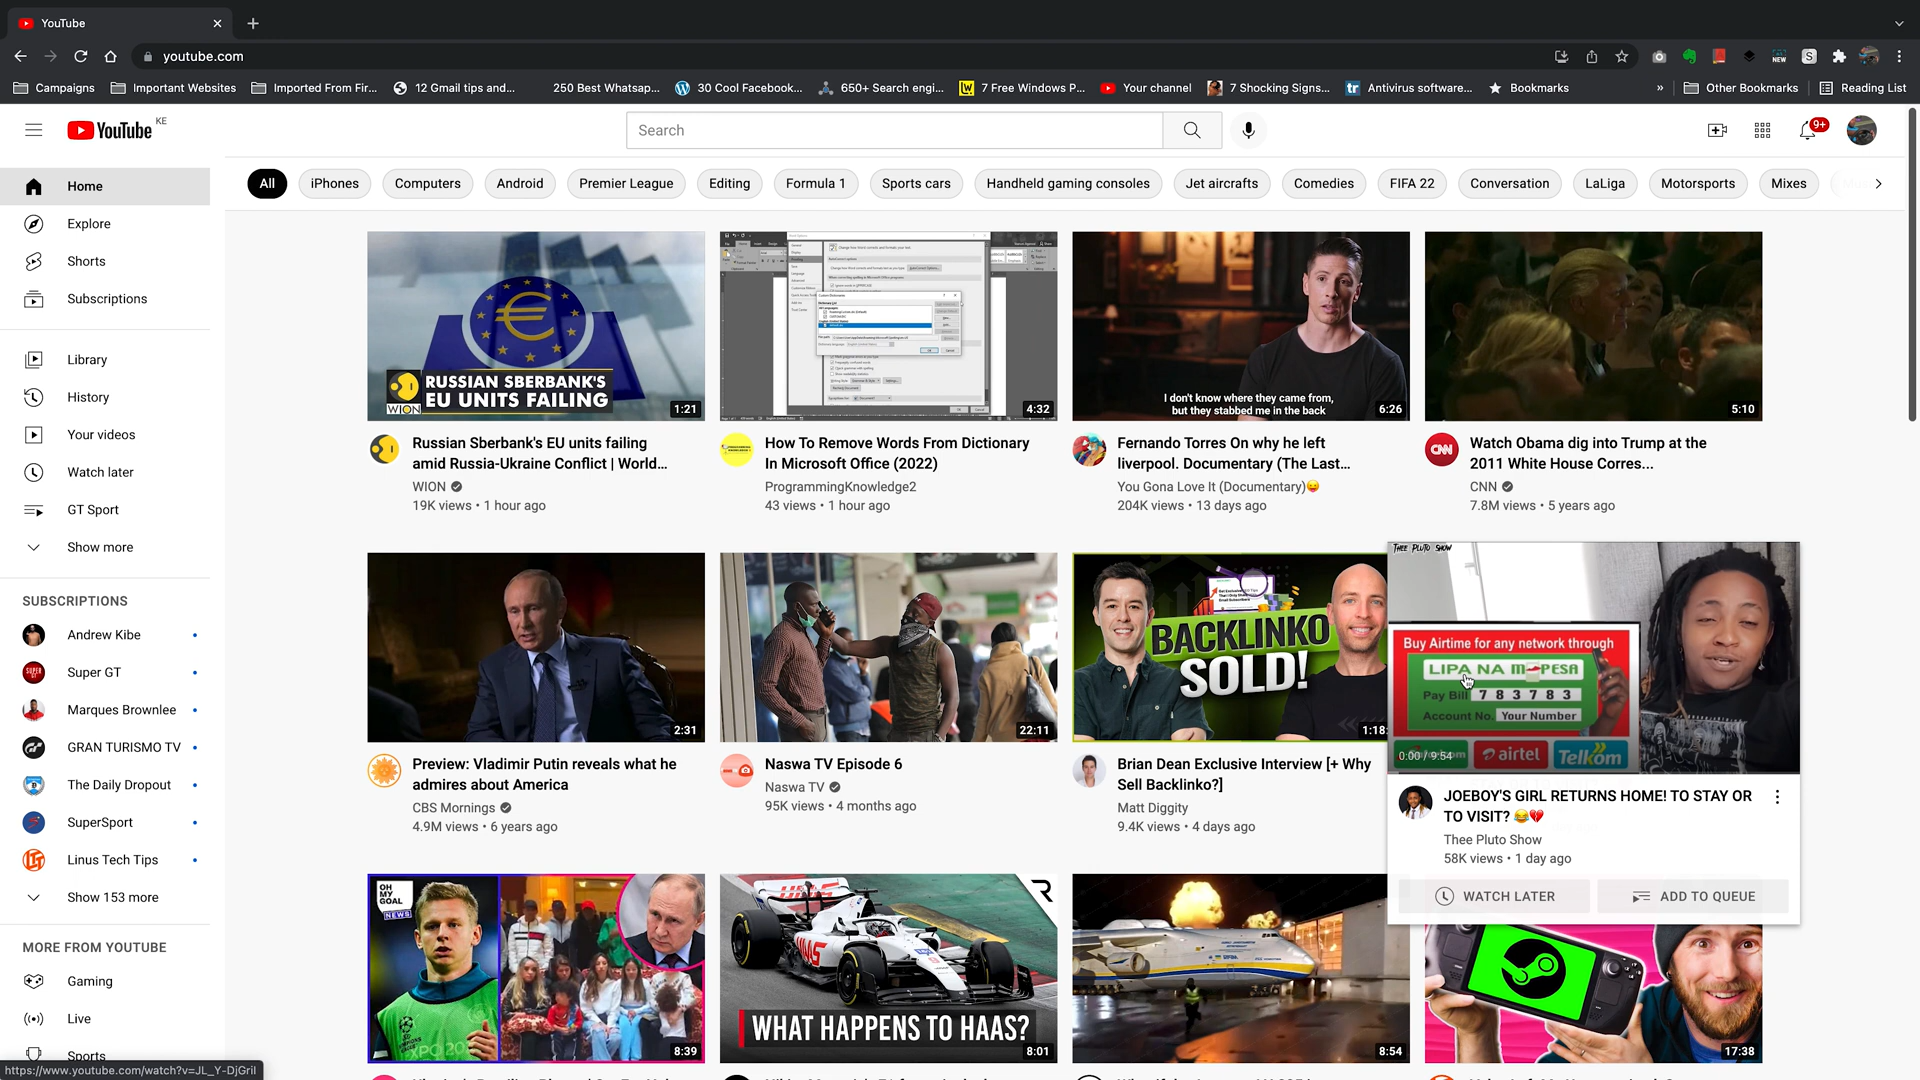 YouTube
youtube.com
Campaigns
Important Websites
Imported From Fir...
12 Gmail tips and...
250 Best Whatsap...
30 Cool Facebook...
650+ Search engi...
7 Free Windows P...
Your channel
7 Shocking Signs...
Antivirus software...
Bookmarks
»
Other Bookmarks
Reading List
YouTube KE
Search
9+
All
iPhones
Computers
Android
Premier League
Editing
Formula 1
Sports cars
Handheld gaming consoles
Jet aircrafts
Comedies
FIFA 22
Conversation
LaLiga
Motorsports
Mixes
Home
Explore
Shorts
Subscriptions
Library
History
Your videos
Watch later
GT Sport
Show more
SUBSCRIPTIONS
Andrew Kibe
Super GT
Marques Brownlee
GRAN TURISMO TV
The Daily Dropout
SuperSport
Linus Tech Tips
Show 153 more
MORE FROM YOUTUBE
Gaming
Live
Sports
https://www.youtube.com/watch?v=JL_Y-DjGriI
WION
RUSSIAN SBERBANK'S
EU UNITS FAILING
1:21
Russian Sberbank's EU units failing
amid Russia-Ukraine Conflict | World...
WION
19K views • 1 hour ago
4:32
How To Remove Words From Dictionary
In Microsoft Office (2022)
ProgrammingKnowledge2
43 views • 1 hour ago
I don't know where they came from,
but they stabbed me in the back
6:26
Fernando Torres On why he left
liverpool. Documentary (The Last...
You Gona Love It (Documentary)😛
204K views • 13 days ago
5:10
CNN
Watch Obama dig into Trump at the
2011 White House Corres...
CNN
7.8M views • 5 years ago
2:31
Preview: Vladimir Putin reveals what he
admires about America
CBS Mornings
4.9M views • 6 years ago
22:11
Naswa TV Episode 6
Naswa TV
95K views • 4 months ago
BACKLINKO
SOLD!
1:18:
Brian Dean Exclusive Interview [+ Why
Sell Backlinko?]
Matt Diggity
9.4K views • 4 days ago
THEE PLUTO SHOW
Buy Airtime for any network through
LIPA NA M-PESA
Pay Bill 783783
Account No. Your Number
airtel
Telkom
0:00 / 9:54
JOEBOY'S GIRL RETURNS HOME! TO STAY OR
TO VISIT? 😂💔
Thee Pluto Show
58K views • 1 day ago
WATCH LATER
ADD TO QUEUE
OH
MY
GOAL
NEWS
8:39
WHAT HAPPENS TO HAAS?
8:01
8:54
17:38